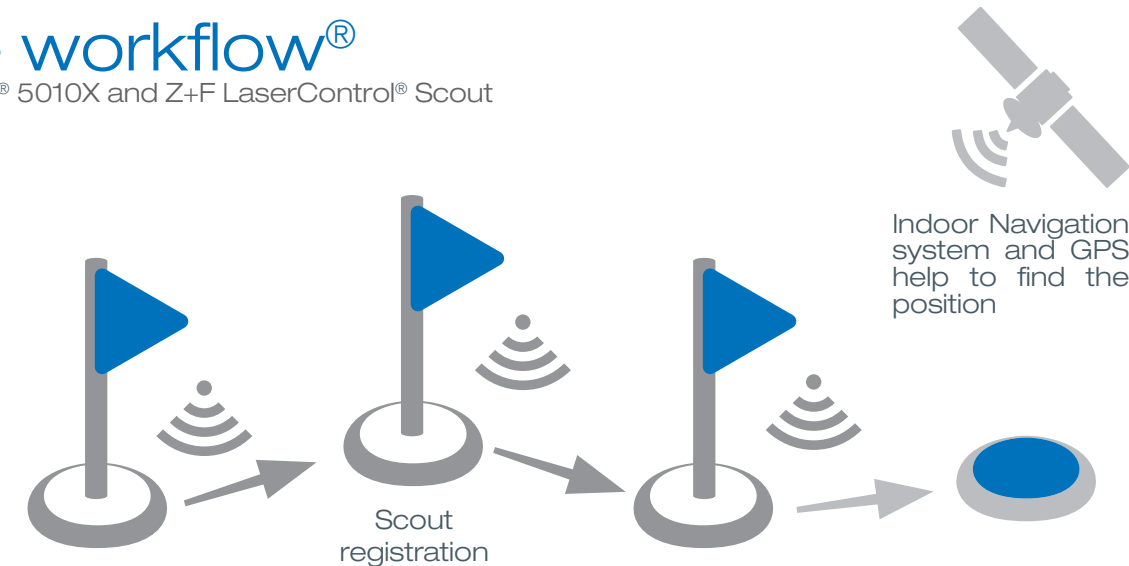 workflow®
® 5010X and Z+F LaserControl® Scout
Indoor Navigation
system and GPS
help to find the
position
Scout
registration